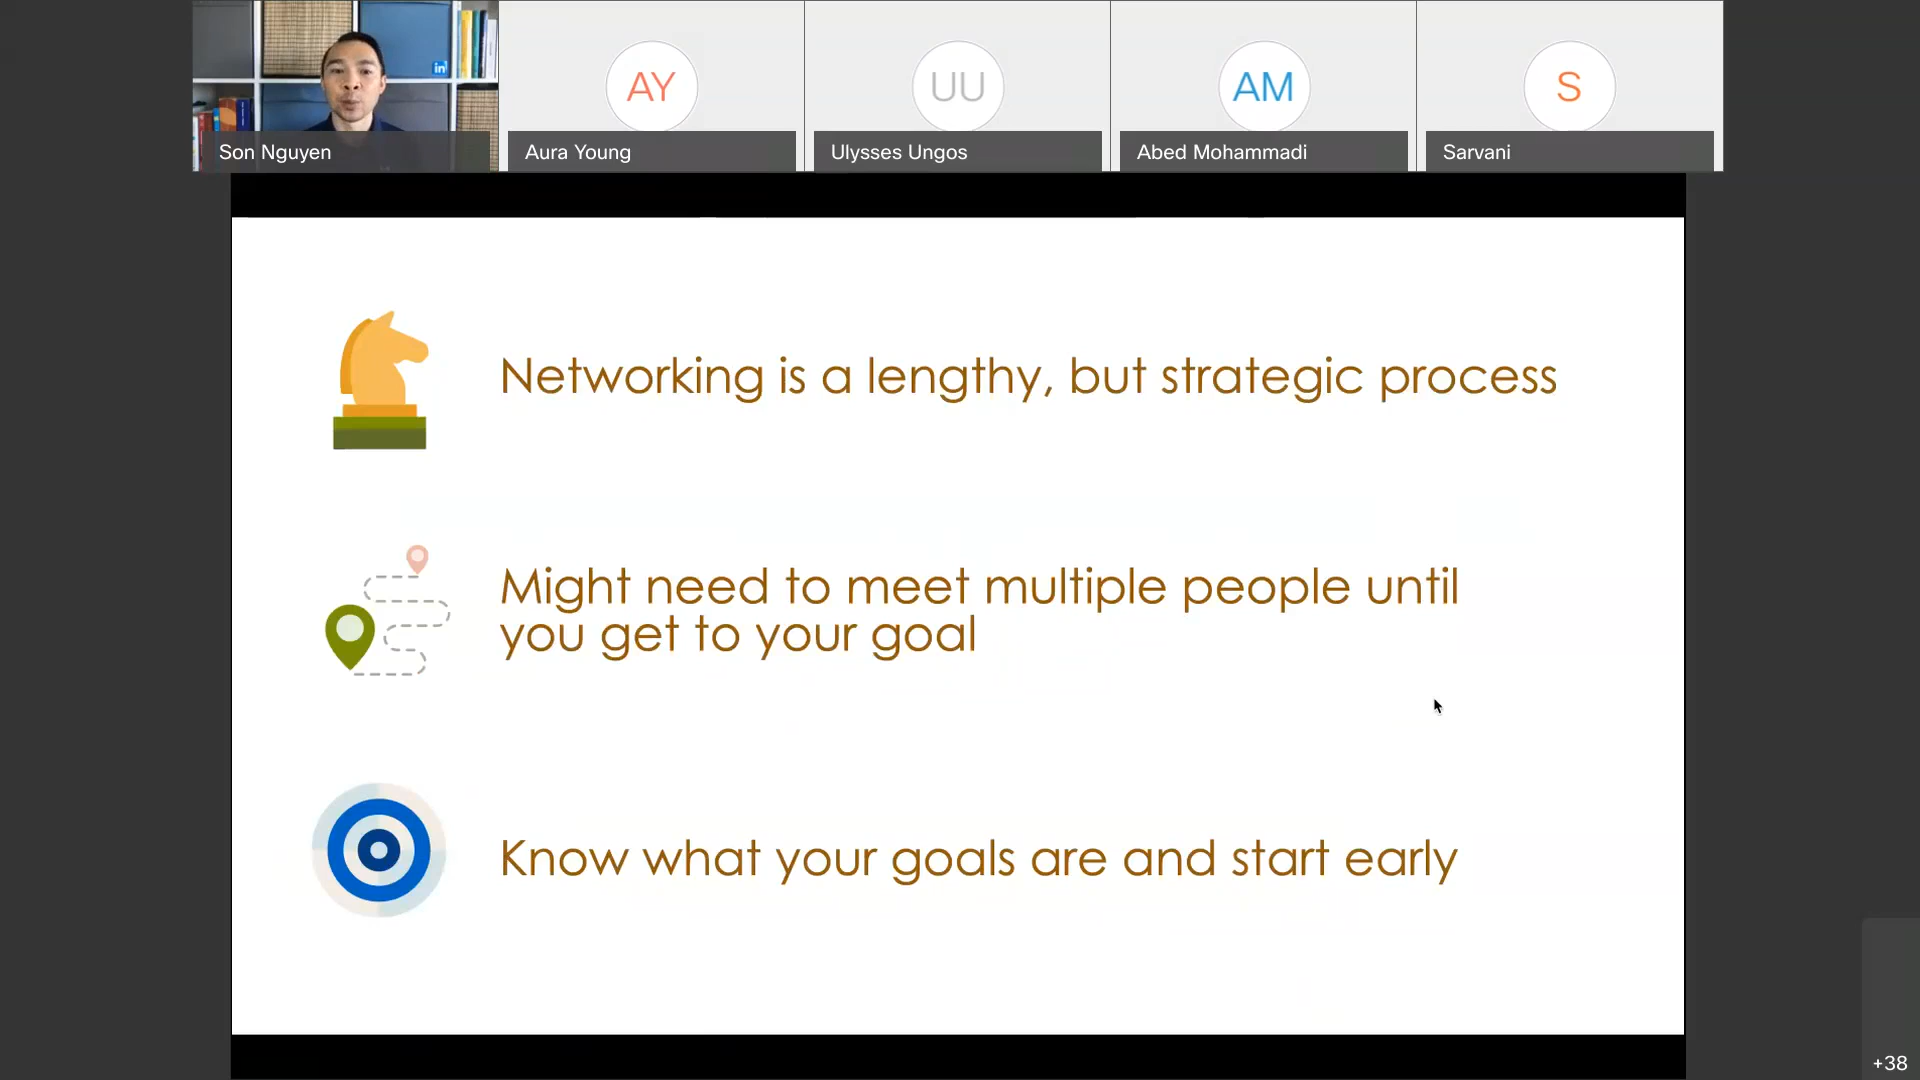 in
AY
UU
AM
S
Son Nguyen
Aura Young
Ulysses Ungos
Abed Mohammadi
Sarvani
Networking is a lengthy, but strategic process
Might need to meet multiple people until
you get to your goal
Know what your goals are and start early
+38